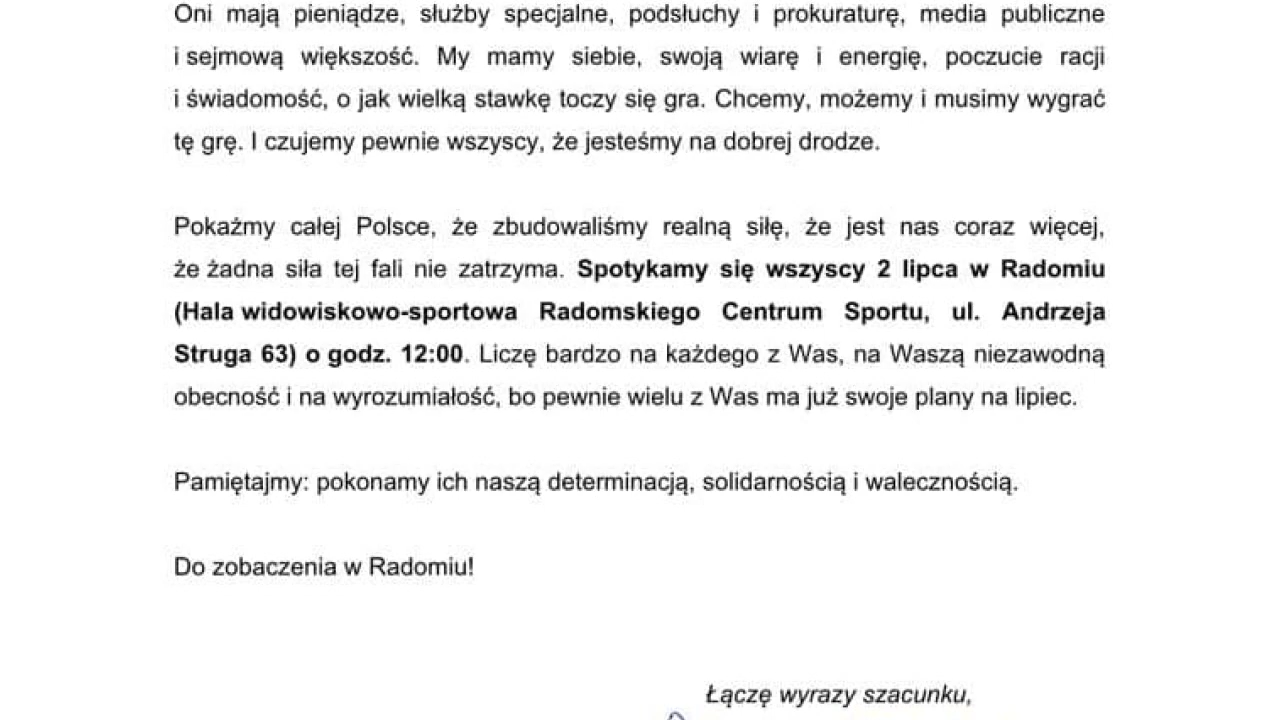 Oni mają pieniądze, służby specjalne, podsłuchy i prokuraturę, media publiczne
i sejmową większość. My mamy siebie, swoją wiarę i energię, poczucie racji
i świadomość, o jak wielką stawkę toczy się gra. Chcemy, możemy i musimy wygrać
tę grę. I czujemy pewnie wszyscy, że jesteśmy na dobrej drodze.
Pokażmy całej Polsce, że zbudowaliśmy realną siłę, że jest nas coraz więcej,
że żadna siła tej fali nie zatrzyma. Spotykamy się wszyscy 2 lipca w Radomiu
(Hala widowiskowo-sportowa Radomskiego Centrum Sportu, ul. Andrzeja
Struga 63) o godz. 12:00. Liczę bardzo na każdego z Was, na Waszą niezawodną
obecność i na wyrozumiałość, bo pewnie wielu z Was ma już swoje plany na lipiec.
Pamiętajmy: pokonamy ich naszą determinacją, solidarnością i walecznością.
Do zobaczenia w Radomiu!
Łączę wyrazy szacunku,